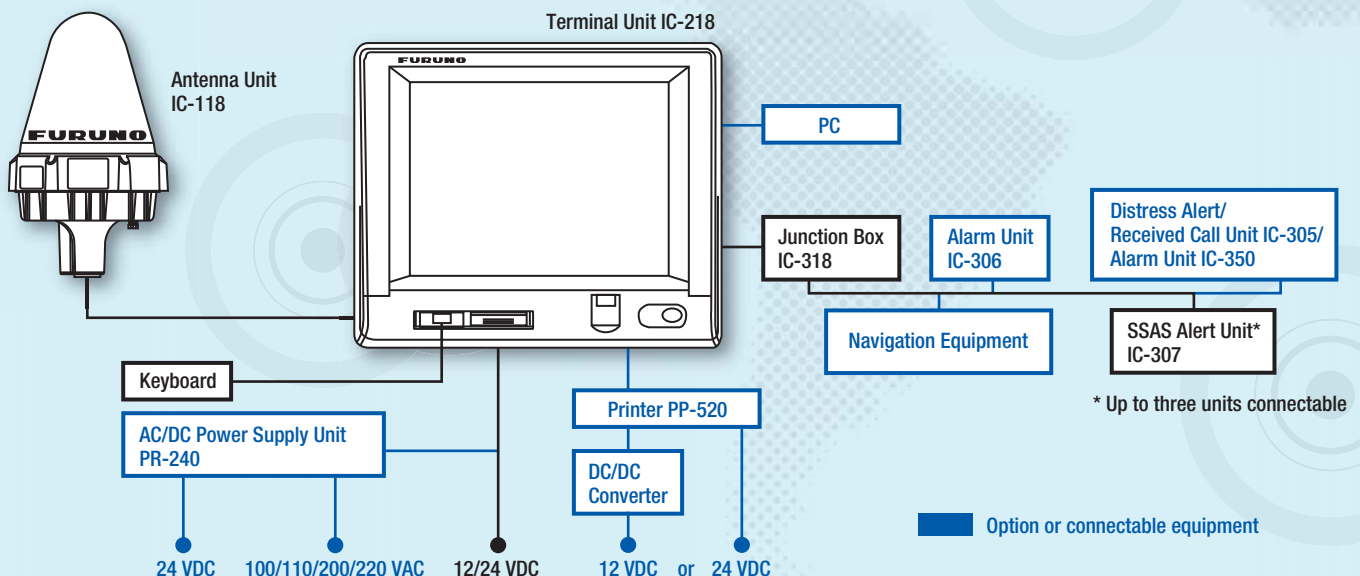 Terminal Unit IC-218
FURUNO
Antenna Unit
IC-118
FURUNO
PC
Junction Box
IC-318
Alarm Unit
IC-306
Distress Alert/
Received Call Unit IC-305/
Alarm Unit IC-350
Navigation Equipment
SSAS Alert Unit*
IC-307
* Up to three units connectable
Keyboard
Printer PP-520
AC/DC Power Supply Unit
PR-240
DC/DC
Converter
Option or connectable equipment
24 VDC 100/110/200/220 VAC 12/24 VDC 12 VDC or 24 VDC